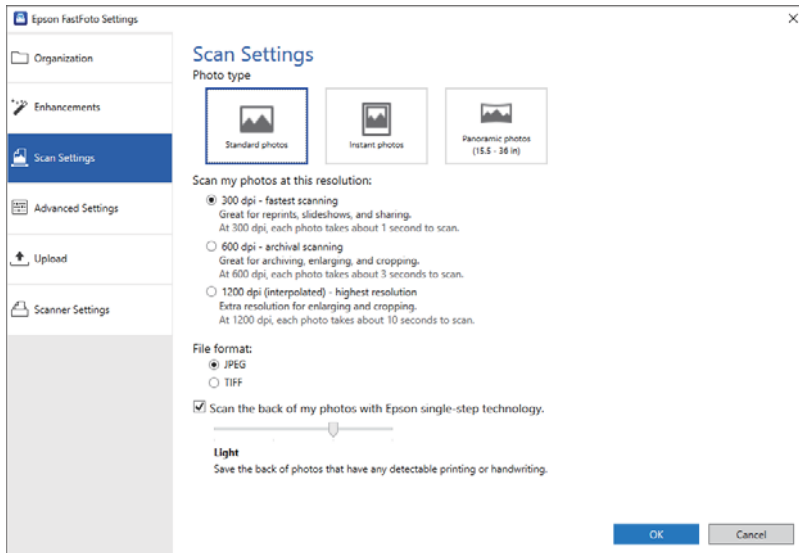 Epson FastFoto Settings
Organization
Enhancements
Scan Settings
Advanced Settings
Upload
Scanner Settings
Scan Settings
Photo type
Standard photos
Instant photos
Panoramic photos
(15.5 - 36 in)
Scan my photos at this resolution:
300 dpi - fastest scanning
Great for reprints, slideshows, and sharing.
At 300 dpi, each photo takes about 1 second to scan.
600 dpi - archival scanning
Great for archiving, enlarging, and cropping.
At 600 dpi, each photo takes about 3 seconds to scan.
1200 dpi (interpolated) - highest resolution
Extra resolution for enlarging and cropping.
At 1200 dpi, each photo takes about 10 seconds to scan.
File format:
JPEG
TIFF
Scan the back of my photos with Epson single-step technology.
Light
Save the back of photos that have any detectable printing or handwriting.
OK
Cancel